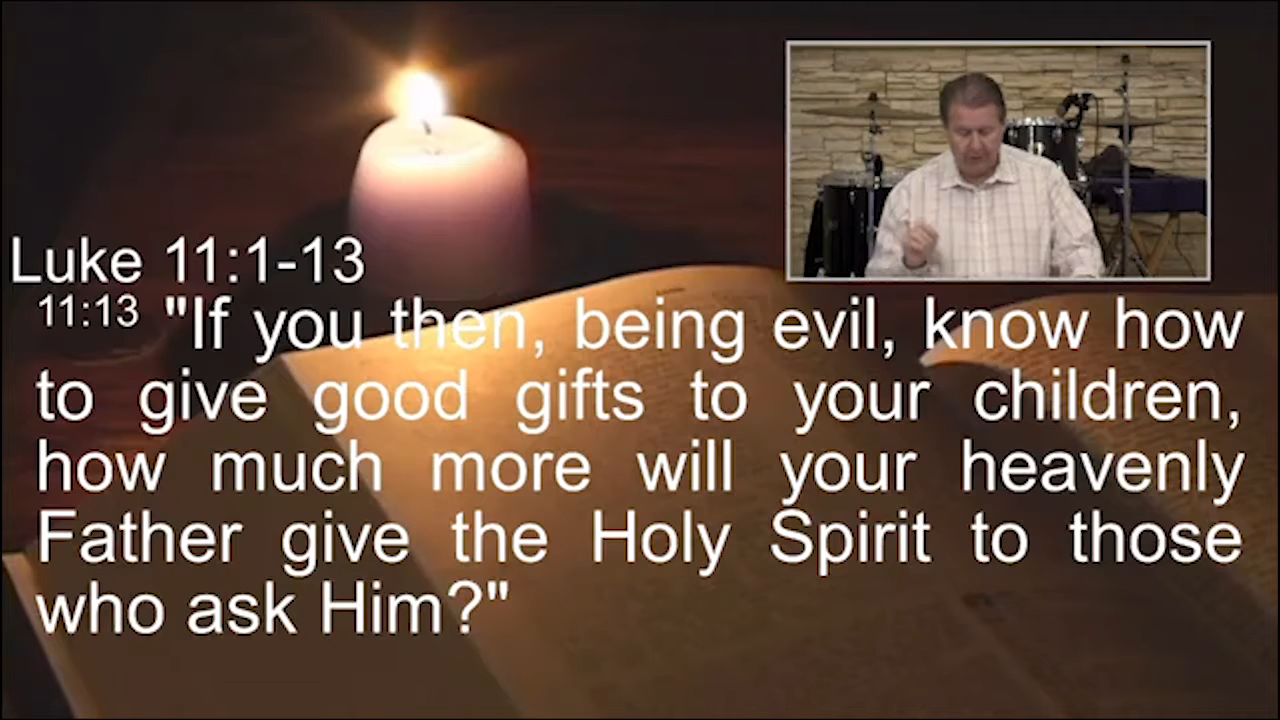 Luke 11:1-13
11:13 "If you then, being evil, know how
to give good gifts to your children,
how much more will your heavenly
Father give the Holy Spirit to those
who ask Him?"